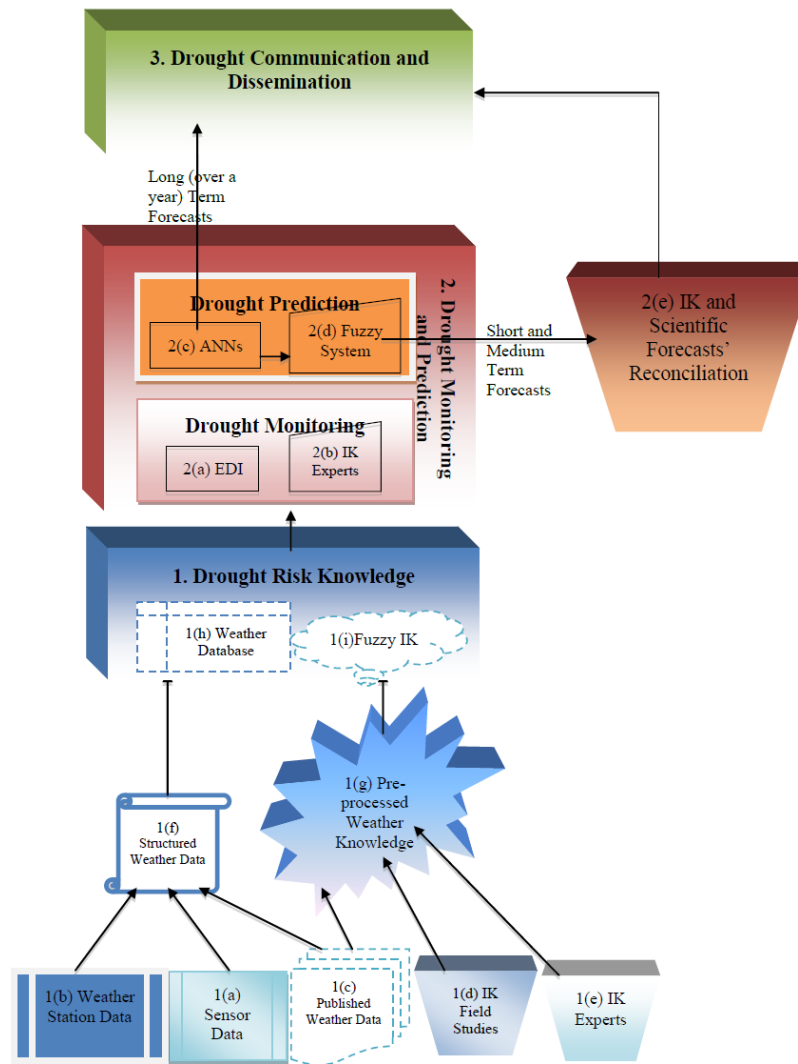 3. Drought Communication and
Dissemination
Long (over a
year) Term
Forecasts
Drought Prediction
2(c) ANNs
2(d) Fuzzy
System
2. Drought Monitoring
and Prediction
Short and
Medium
Term
Forecasts
2(e) IK and
Scientific
Forecasts’
Reconciliation
Drought Monitoring
2(a) EDI
2(b) IK
Experts
1. Drought Risk Knowledge
1(h) Weather
Database
1(i)Fuzzy IK
1(g) Pre-
processed
Weather
Knowledge
1(f)
Structured
Weather Data
1(b) Weather
Station Data
1(a)
Sensor
Data
1(c)
Published
Weather Data
1(d) IK
Field
Studies
1(e) IK
Experts